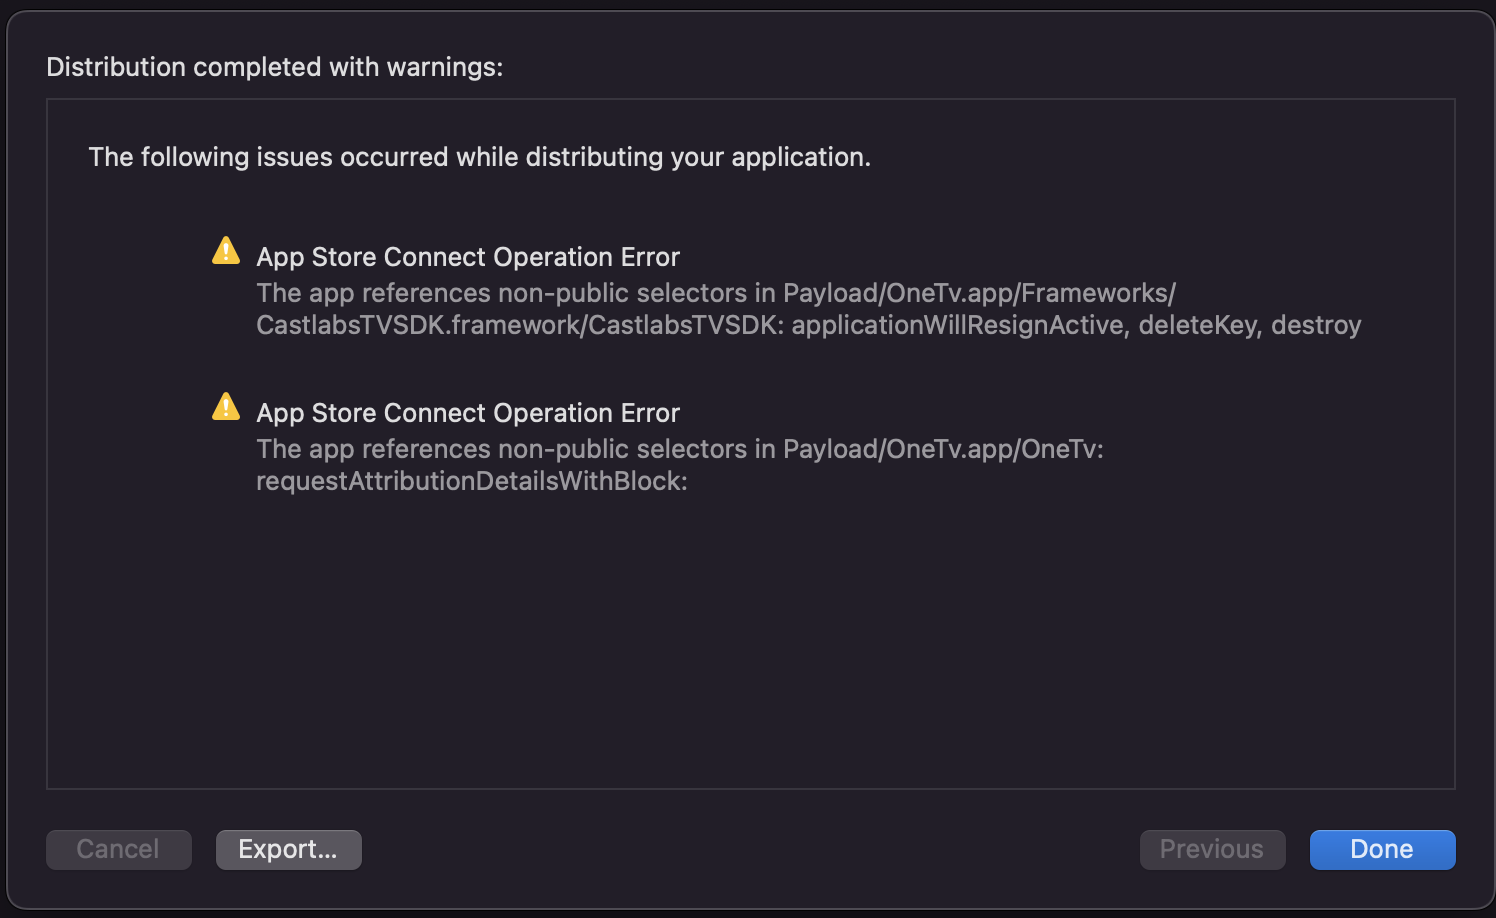 Distribution completed with warnings:
The following issues occurred while distributing your application.
App Store Connect Operation Error
The app references non-public selectors in Payload/OneTv.app/Frameworks/
CastlabsTVSDK.framework/CastlabsTVSDK: applicationWillResignActive, deleteKey, destroy
App Store Connect Operation Error
The app references non-public selectors in Payload/OneTv.app/OneTv:
requestAttributionDetailsWithBlock:
Cancel
Export...
Previous
Done